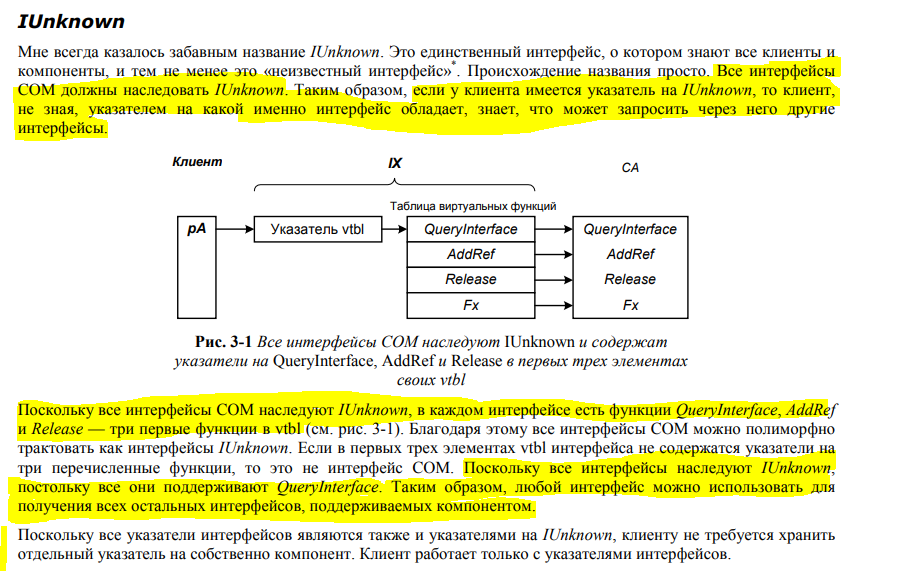 IUnknown
Мне всегда казалось забавным название IUnknown. Это единственный интерфейс, о котором знают все клиенты и
компоненты, и тем не менее это «неизвестный интерфейс»*. Происхождение названия просто. Все интерфейсы
COM должны наследовать IUnknown. Таким образом, если у клиента имеется указатель на IUnknown, то клиент,
не зная, указателем на какой именно интерфейс обладает, знает, что может запросить через него другие
интерфейсы.
Клиент
IX
CA
Таблица виртуальных функций
pA
Указатель vtbl
QueryInterface
QueryInterface
AddRef
AddRef
Release
Release
Fx
Fx
Рис. 3-1 Все интерфейсы COM наследуют IUnknown и содержат
указатели на QueryInterface, AddRef и Release в первых трех элементах
своих vtbl
Поскольку все интерфейсы COM наследуют IUnknown, в каждом интерфейсе есть функции QueryInterface, AddRef
и Release — три первые функции в vtbl (см. рис. 3-1). Благодаря этому все интерфейсы COM можно полиморфно
трактовать как интерфейсы IUnknown. Если в первых трех элементах vtbl интерфейса не содержатся указатели на
три перечисленные функции, то это не интерфейс COM. Поскольку все интерфейсы наследуют IUnknown,
постольку все они поддерживают QueryInterface. Таким образом, любой интерфейс можно использовать для
получения всех остальных интерфейсов, поддерживаемых компонентом.
Поскольку все указатели интерфейсов являются также и указателями на IUnknown, клиенту не требуется хранить
отдельный указатель на собственно компонент. Клиент работает только с указателями интерфейсов.